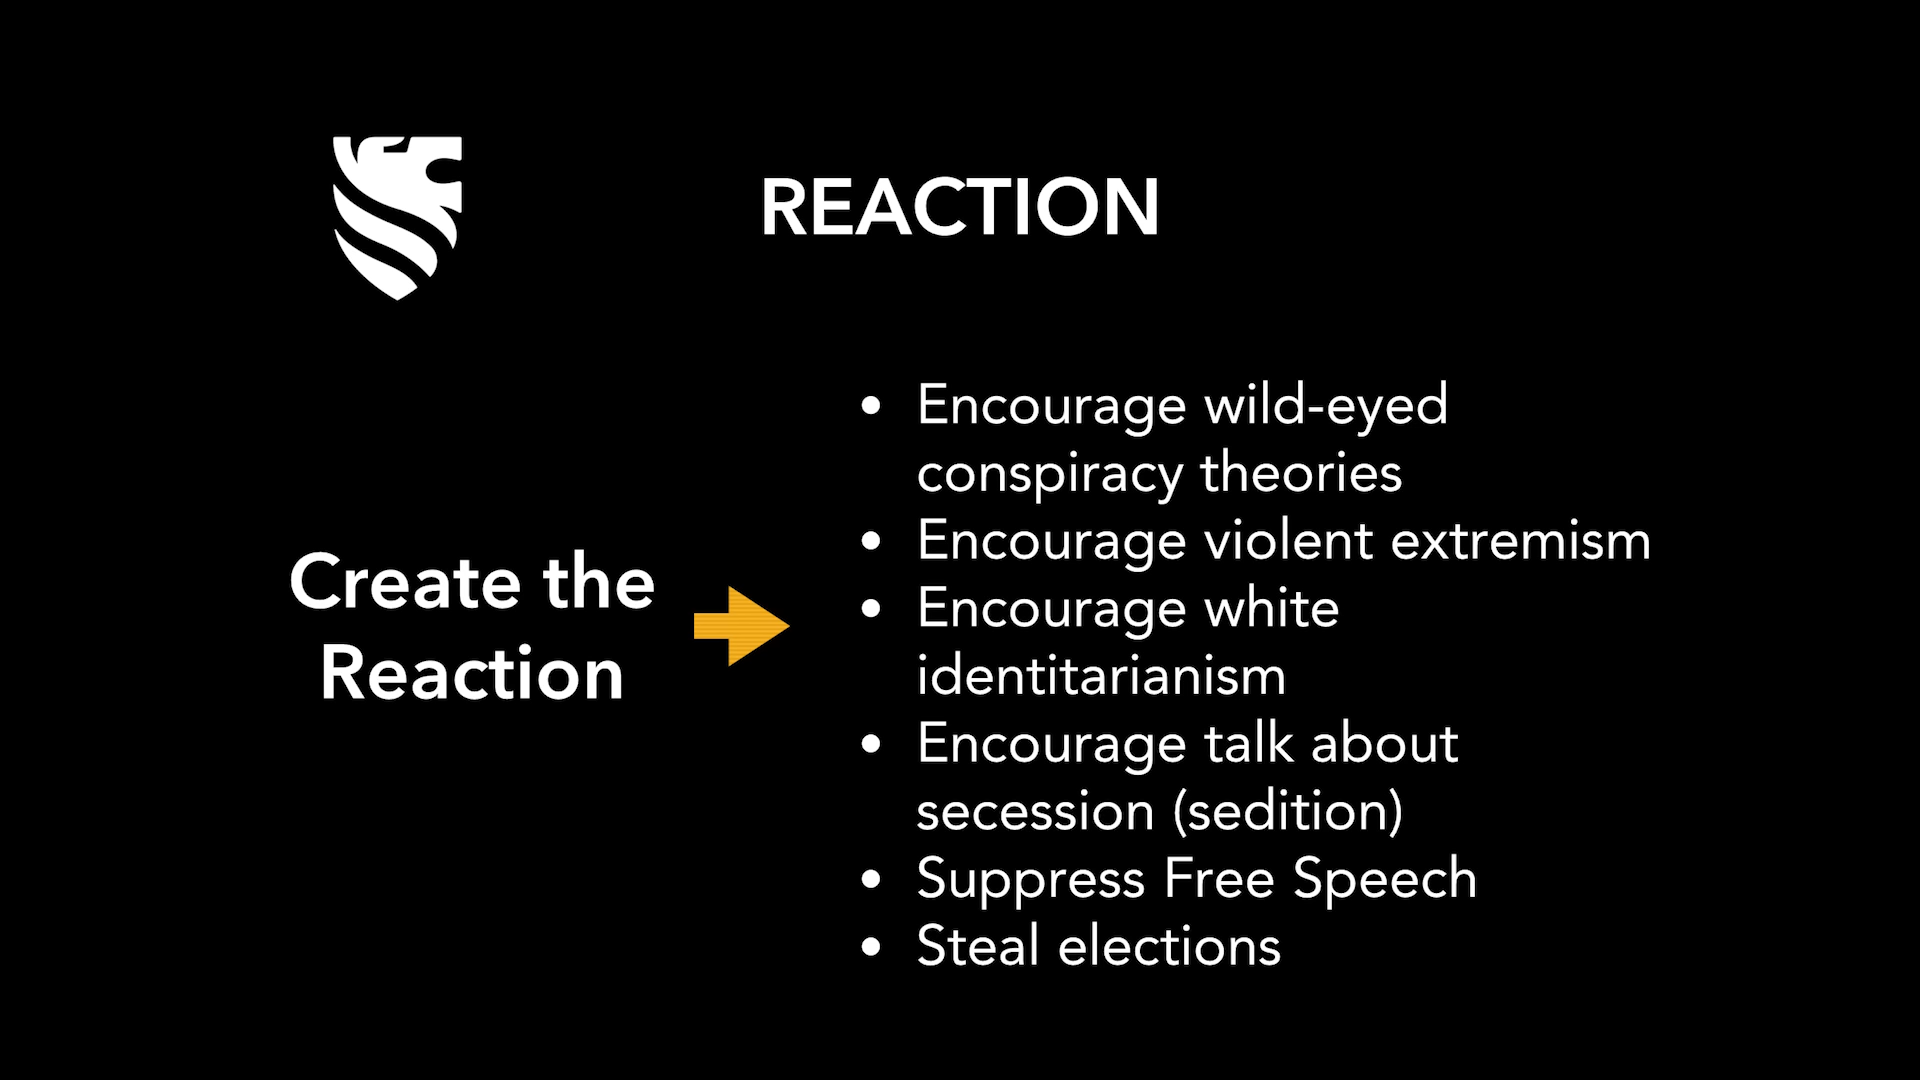 REACTION
Create the
Reaction
• Encourage wild-eyed
conspiracy theories
• Encourage violent extremism
• Encourage white
identitarianism
• Encourage talk about
secession (sedition)
• Suppress Free Speech
• Steal elections